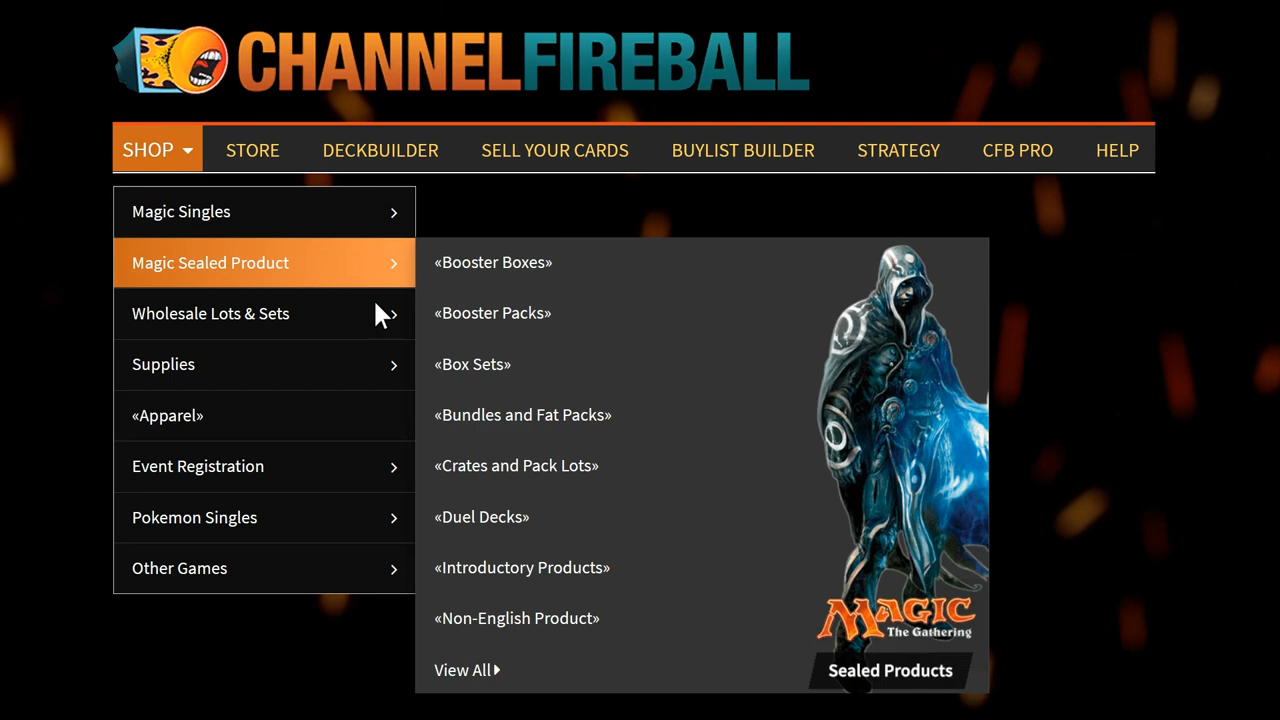 CHANNELFIREBALL
SHOP
STORE
DECKBUILDER
SELL YOUR CARDS
BUYLIST BUILDER
STRATEGY
CFB PRO
HELP
Magic Singles
Magic Sealed Product
Wholesale Lots & Sets
Supplies
«Apparel»
Event Registration
Pokemon Singles
Other Games
«Booster Boxes»
«Booster Packs»
«Box Sets»
«Bundles and Fat Packs»
«Crates and Pack Lots»
«Duel Decks»
«Introductory Products»
«Non-English Product»
View All
MAGIC
The Gathering
Sealed Products